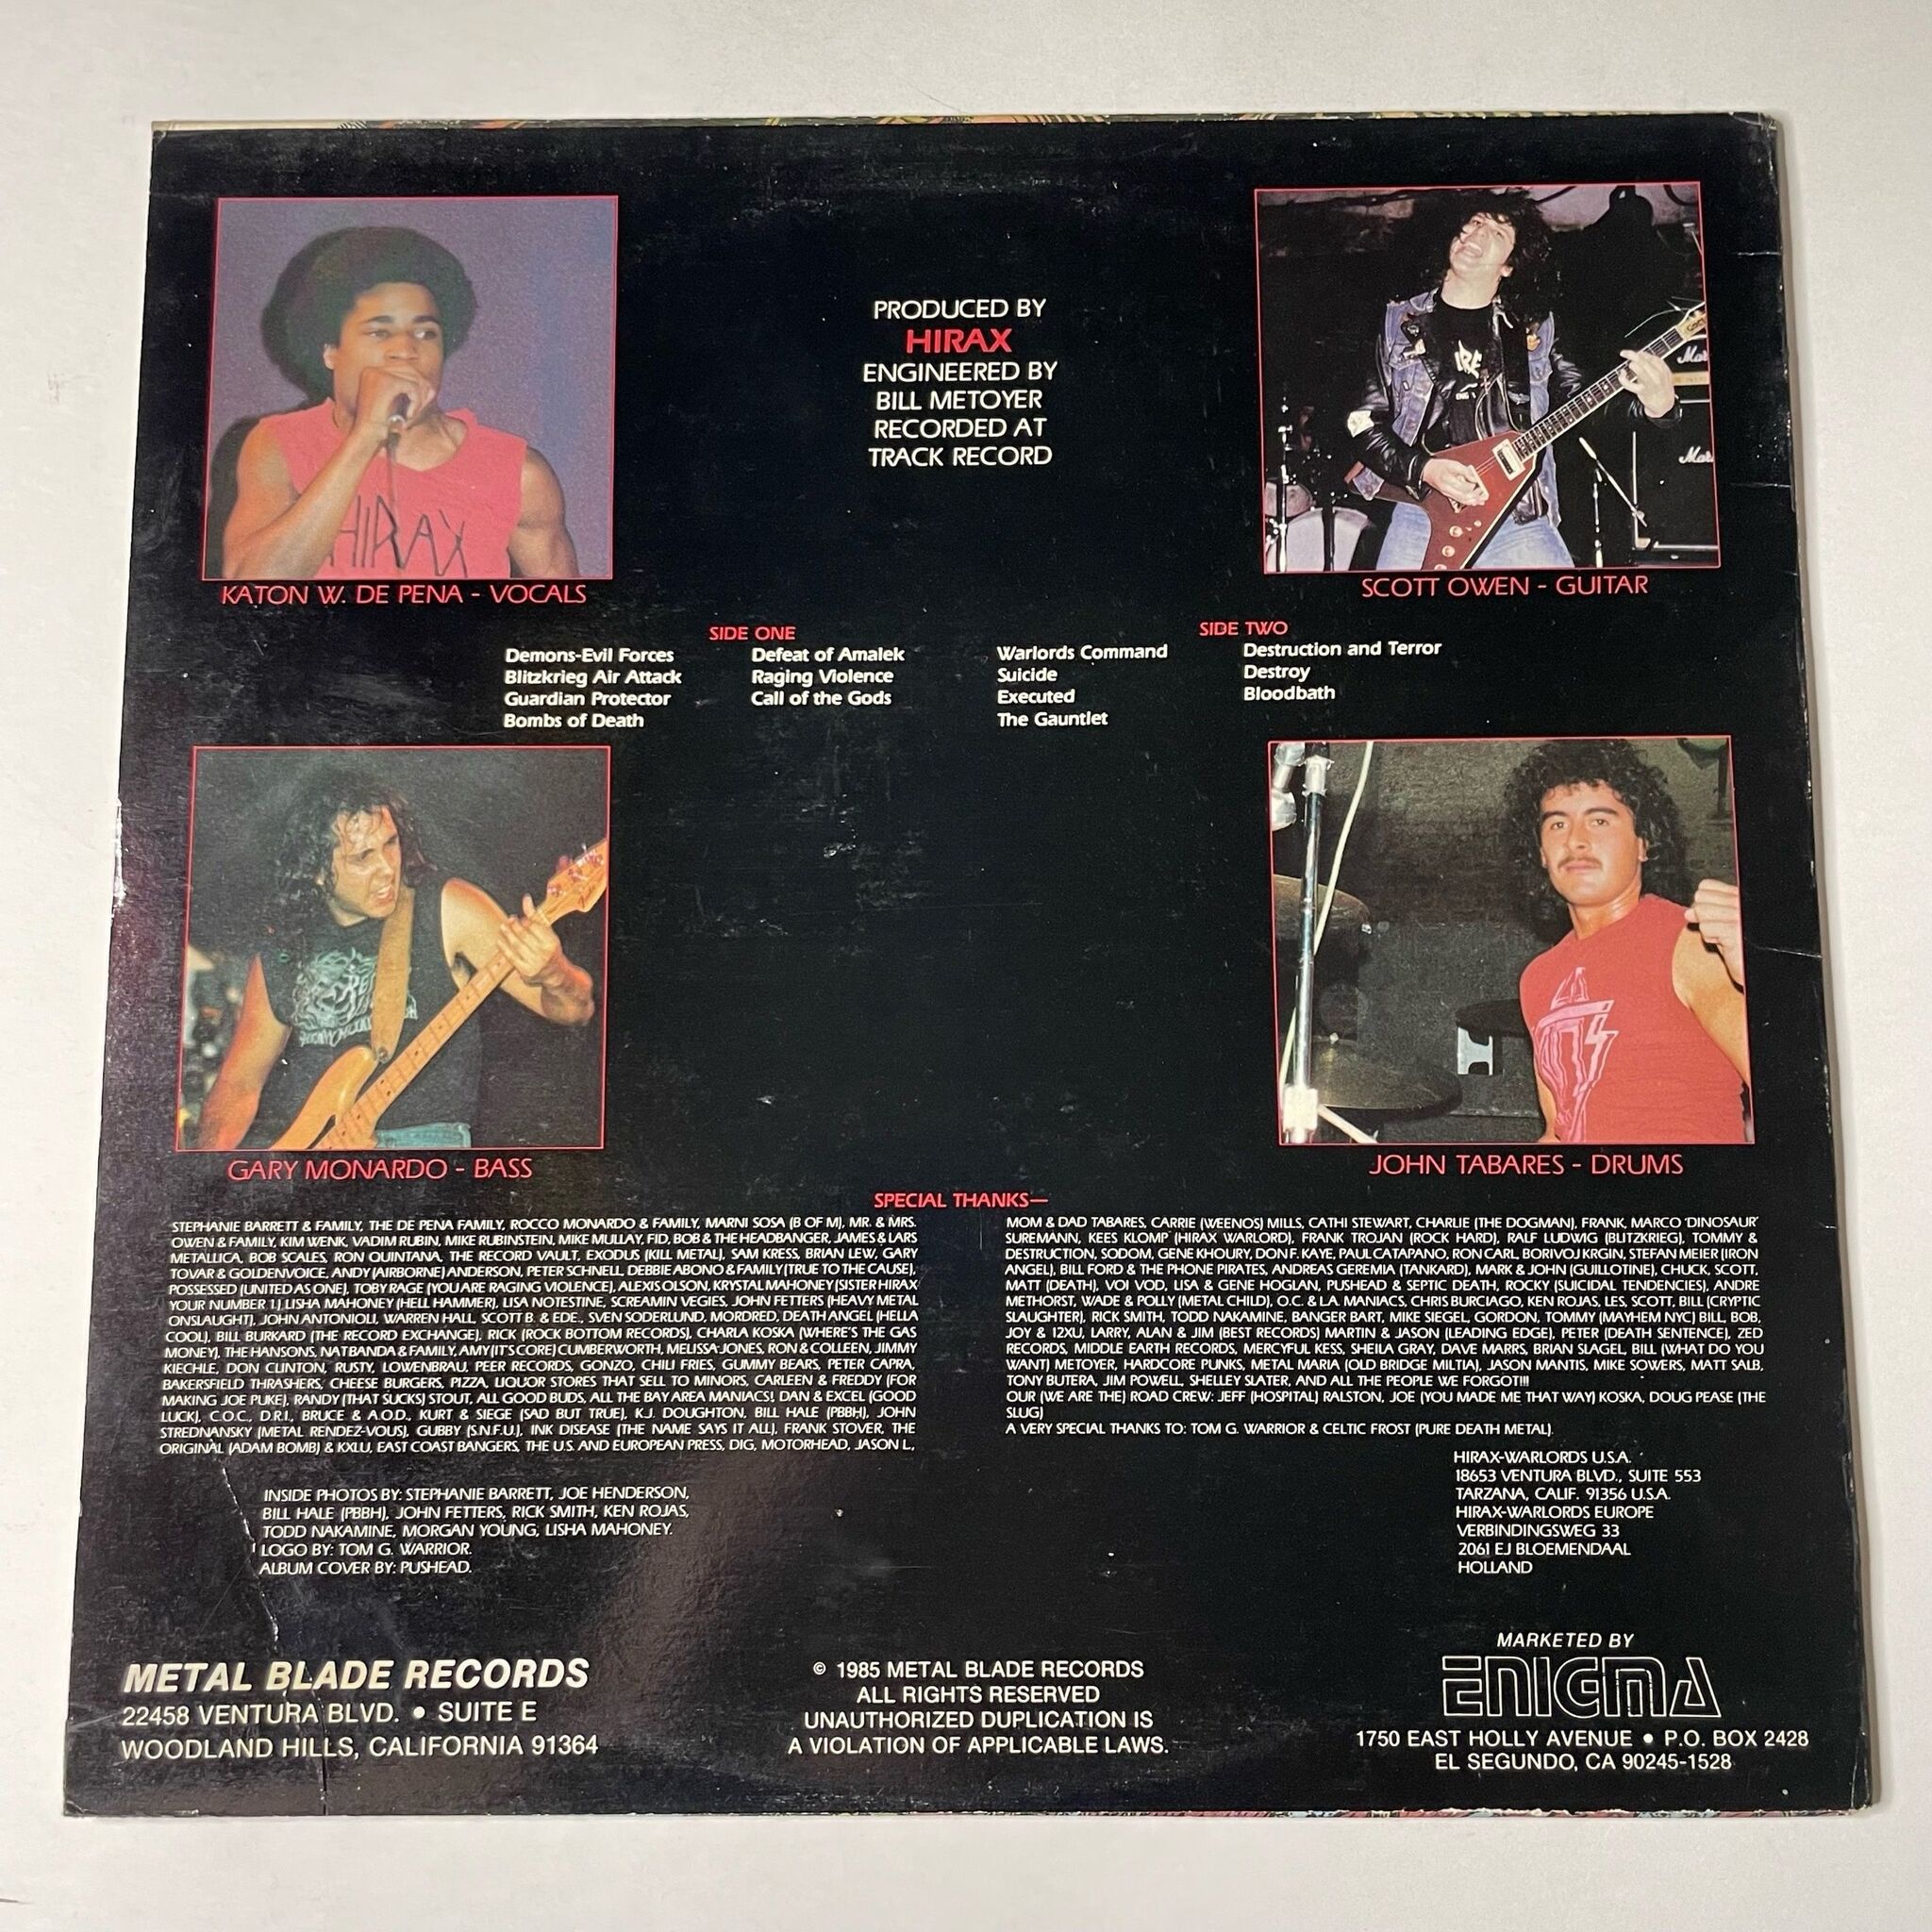 HIRAX
KATON W. DE PENA - VOCALS
PRODUCED BY
HIRAX
ENGINEERED BY
BILL METOYER
RECORDED AT
TRACK RECORD
SCOTT OWEN - GUITAR
SIDE ONE
Demons-Evil Forces
Blitzkrieg Air Attack
Guardian Protector
Bombs of Death
Defeat of Amalek
Raging Violence
Call of the Gods
SIDE TWO
Warlords Command
Suicide
Executed
The Gauntlet
Destruction and Terror
Destroy
Bloodbath
GARY MONARDO - BASS
JOHN TABARES - DRUMS
SPECIAL THANKS—
STEPHANIE BARRETT & FAMILY, THE DE PENA FAMILY, ROCCO MONARDO & FAMILY, MARNI SOSA (B OF M), MR. & MRS.
OWEN & FAMILY, KIM WENK, VADIM RUBIN, MIKE RUBINSTEIN, MIKE MULLAY, FID, BOB & THE HEADBANGER, JAMES & LARS
METALLICA, BOB SCALES, RON QUINTANA, THE RECORD VAULT, EXODUS (KILL METAL), SAM KRESS, BRIAN LEW, GARY
TOVAR & GOLDENVOICE, ANDY (AIRBORNE) ANDERSON, PETER SCHNELL, DEBBIE ABONO & FAMILY (TRUE TO THE CAUSE),
POSSESSED (UNITED AS ONE), TOBY RAGE (YOU ARE RAGING VIOLENCE), ALEXIS OLSON, KRYSTAL MAHONEY (SISTER HIRAX
YOUR NUMBER 1.) LISHA MAHONEY (HELL HAMMER), LISA NOTESTINE, SCREAMIN VEGIES, JOHN FETTERS (HEAVY METAL
ONSLAUGHT), JOHN ANTONIOLI, WARREN HALL, SCOTT B. & EDE., SVEN SODERLUND, MORDRED, DEATH ANGEL (HELLA
COOL), BILL BURKARD (THE RECORD EXCHANGE), RICK (ROCK BOTTOM RECORDS), CHARLA KOSKA (WHERE'S THE GAS
MONEY), THE HANSONS, NATBANDA & FAMILY, AMY (IT'S CORE) CUMBERWORTH, MELISSA JONES, RON & COLLEEN, JIMMY
KIECHLE, DON CLINTON, RUSTY, LOWENBRAU, PEER RECORDS, GONZO, CHILI FRIES, GUMMY BEARS, PETER CAPRA,
BAKERSFIELD THRASHERS, CHEESE BURGERS, PIZZA, LIQUOR STORES THAT SELL TO MINORS, CARLEEN & FREDDY (FOR
MAKING JOE PUKE), RANDY (THAT SUCKS) STOUT, ALL GOOD BUDS, ALL THE BAY AREA MANIACS!, DAN & EXCEL (GOOD
LUCK), C.O.C., D.R.I., BRUCE & A.O.D., KURT & SIEGE (SAD BUT TRUE), K.J. DOUGHTON, BILL HALE (PBBH), JOHN
STREDNANSKY (METAL RENDEZ-VOUS), GUBBY (S.N.F.U.), INK DISEASE (THE NAME SAYS IT ALL), FRANK STOVER, THE
ORIGINAL (ADAM BOMB) & KXLU, EAST COAST BANGERS, THE U.S. AND EUROPEAN PRESS, DIG, MOTORHEAD, JASON L.,
MOM & DAD TABARES, CARRIE (WEENOS) MILLS, CATHI STEWART, CHARLIE (THE DOGMAN), FRANK, MARCO 'DINOSAUR'
SUREMANN, KEES KLOMP (HIRAX WARLORD), FRANK TROJAN (ROCK HARD), RALF LUDWIG (BLITZKRIEG), TOMMY &
DESTRUCTION, SODOM, GENE KHOURY, DON F. KAYE, PAUL CATAPANO, RON CARL, BORIVOJ KRGIN, STEFAN MEIER (IRON
ANGEL), BILL FORD & THE PHONE PIRATES, ANDREAS GEREMIA (TANKARD), MARK & JOHN (GUILLOTINE), CHUCK, SCOTT,
MATT (DEATH), VOI VOD, LISA & GENE HOGLAN, PUSHEAD & SEPTIC DEATH, ROCKY (SUICIDAL TENDENCIES), ANDRE
METHORST, WADE & POLLY (METAL CHILD), O.C. & L.A. MANIACS, CHRIS BURCIAGO, KEN ROJAS, LES, SCOTT, BILL (CRYPTIC
SLAUGHTER), RICK SMITH, TODD NAKAMINE, BANGER BART, MIKE SIEGEL, GORDON, TOMMY (MAYHEM NYC) BILL, BOB,
JOY & 12XU, LARRY, ALAN & JIM (BEST RECORDS) MARTIN & JASON (LEADING EDGE), PETER (DEATH SENTENCE), ZED
RECORDS, MIDDLE EARTH RECORDS, MERCYFUL KESS, SHEILA GRAY, DAVE MARRS, BRIAN SLAGEL, BILL (WHAT DO YOU
WANT) METOYER, HARDCORE PUNKS, METAL MARIA (OLD BRIDGE MILTIA), JASON MANTIS, MIKE SOWERS, MATT SALB,
TONY BUTERA, JIM POWELL, SHELLEY SLATER, AND ALL THE PEOPLE WE FORGOT!!!
OUR (WE ARE THE) ROAD CREW: JEFF (HOSPITAL) RALSTON, JOE (YOU MADE ME THAT WAY) KOSKA, DOUG PEASE (THE
SLUG)
A VERY SPECIAL THANKS TO: TOM G. WARRIOR & CELTIC FROST (PURE DEATH METAL).
INSIDE PHOTOS BY: STEPHANIE BARRETT, JOE HENDERSON,
BILL HALE (PBBH), JOHN FETTERS, RICK SMITH, KEN ROJAS,
TODD NAKAMINE, MORGAN YOUNG, LISHA MAHONEY.
LOGO BY: TOM G. WARRIOR.
ALBUM COVER BY: PUSHEAD.
HIRAX-WARLORDS U.S.A.
18653 VENTURA BLVD., SUITE 553
TARZANA, CALIF. 91356 U.S.A.
HIRAX-WARLORDS EUROPE
VERBINDINGSWEG 33
2061 EJ BLOEMENDAAL
HOLLAND
METAL BLADE RECORDS
22458 VENTURA BLVD. • SUITE E
WOODLAND HILLS, CALIFORNIA 91364
© 1985 METAL BLADE RECORDS
ALL RIGHTS RESERVED
UNAUTHORIZED DUPLICATION IS
A VIOLATION OF APPLICABLE LAWS.
MARKETED BY
ENIGMA
1750 EAST HOLLY AVENUE • P.O. BOX 2428
EL SEGUNDO, CA 90245-1528